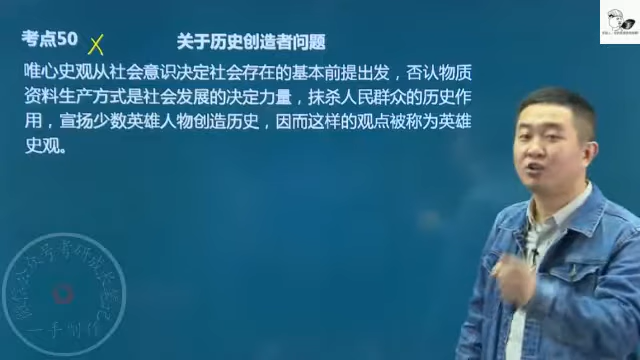 考点50 关于历史创造者问题
唯心史观从社会意识决定社会存在的基本前提出发，否认物质
资料生产方式是社会发展的决定力量，抹杀人民群众的历史作
用，宣扬少数英雄人物创造历史，因而这样的观点被称为英雄
史观。
一手制作